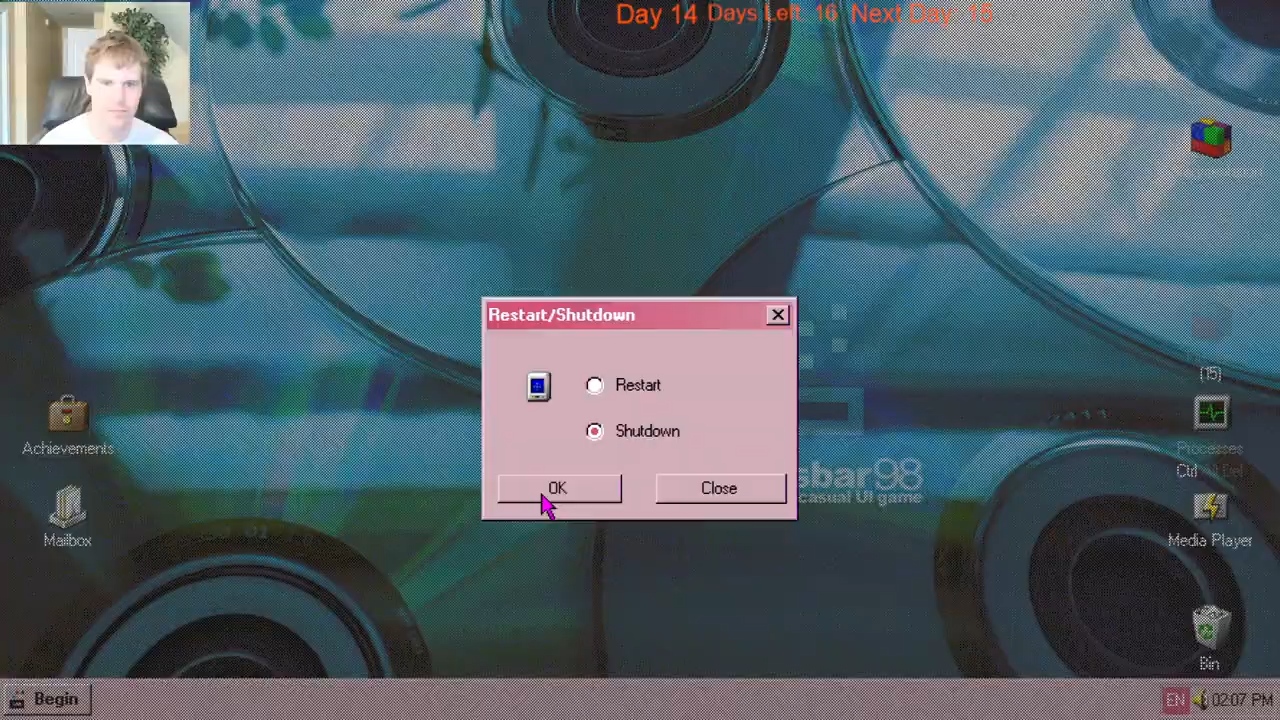 Day 14 Days Left: 16 Next Day: 15
Restart/Shutdown
Restart
Shutdown
OK
Close
sbar98
casual UI game
Achievements
Mailbox
(15)
Processes
Ctrl
Media Player
Bin
Begin
EN
02:07 PM